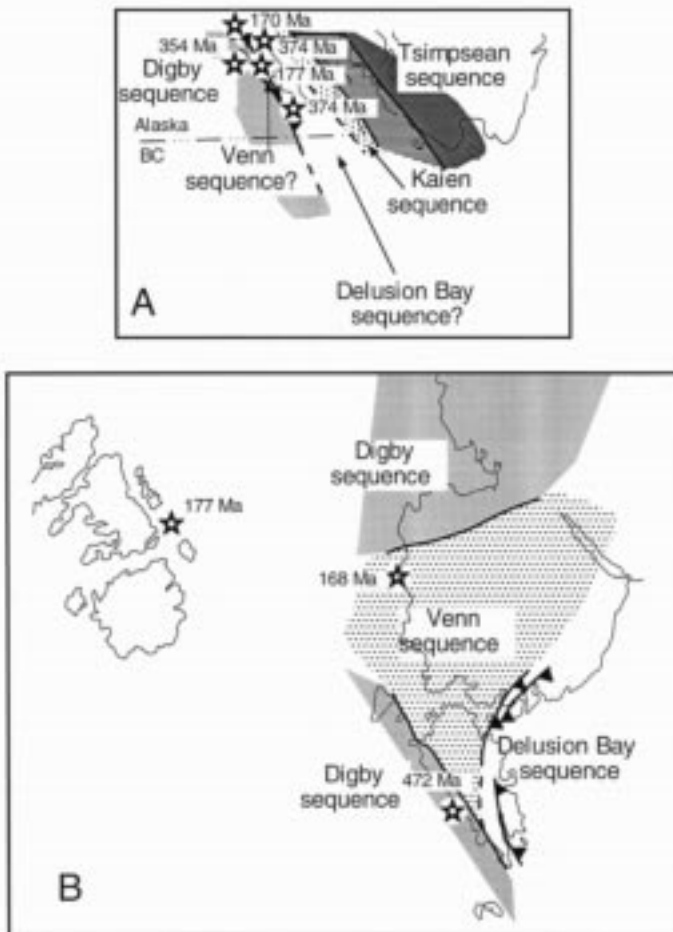 170 Ma
354 Ma
374 Ma
Tsimpsean
sequence
Digby
sequence
177 Ma
374 Ma
Alaska
BC
Venn
sequence?
Kaien
sequence
Delusion Bay
sequence?
A
Digby
sequence
177 Ma
168 Ma
Venn
sequence
Delusion Bay
sequence
Digby
sequence
472 Ma
B